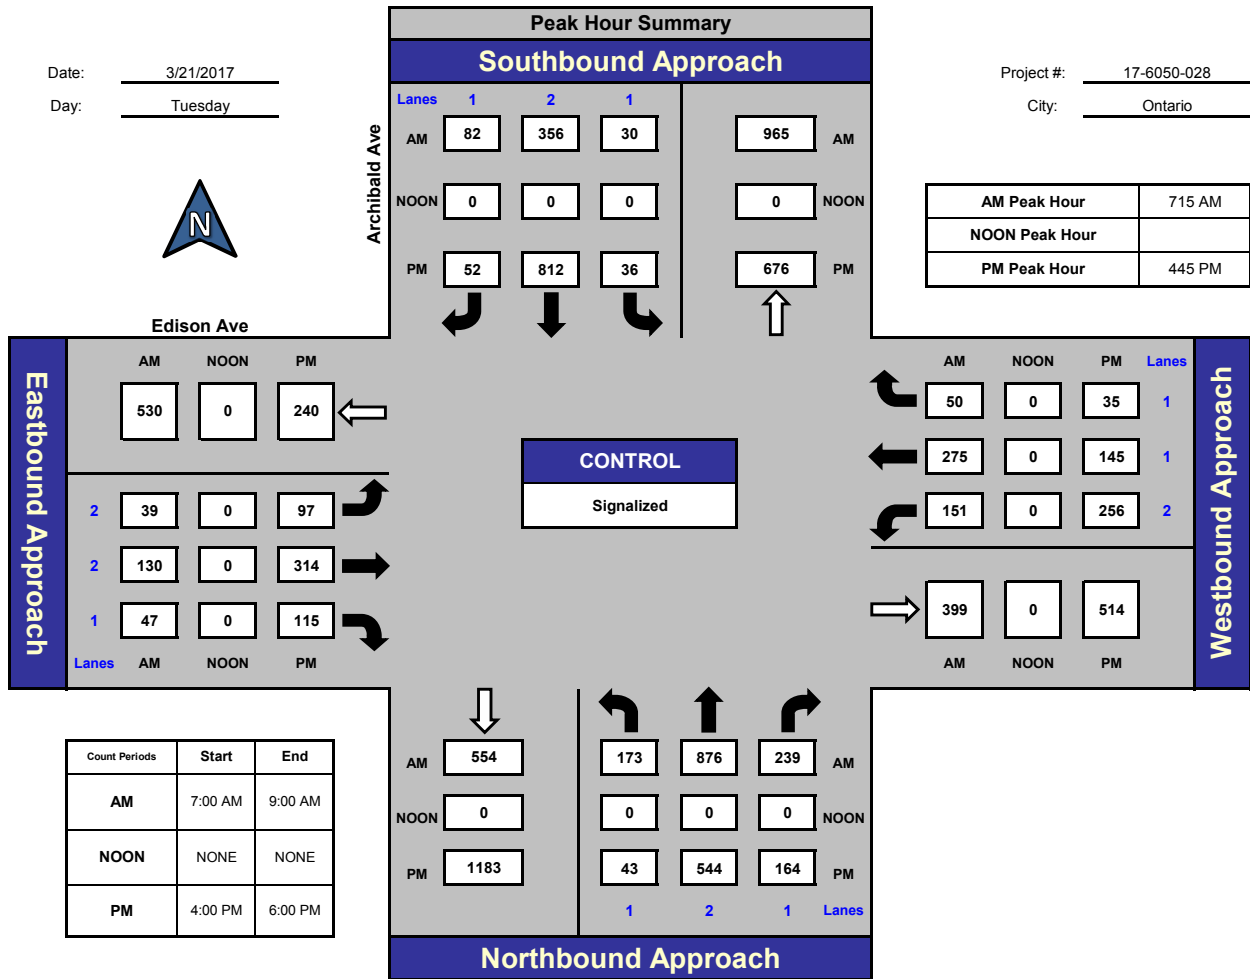 Peak Hour Summary
Southbound Approach
Date: 3/21/2017
Day: Tuesday
Project #: 17-6050-028
City: Ontario
N
Archibald Ave
Lanes 1 2 1
AM 82 356 30 965 AM
NOON 0 0 0 0 NOON
PM 52 812 36 676 PM
AM Peak Hour 715 AM
NOON Peak Hour
PM Peak Hour 445 PM
Edison Ave
Eastbound Approach
AM NOON PM
530 0 240
2 39 0 97
2 130 0 314
1 47 0 115
Lanes AM NOON PM
CONTROL
Signalized
AM NOON PM Lanes
50 0 35 1
275 0 145 1
151 0 256 2
399 0 514
AM NOON PM
Westbound Approach
Count Periods Start End
AM 7:00 AM 9:00 AM
NOON NONE NONE
PM 4:00 PM 6:00 PM
AM 554 173 876 239 AM
NOON 0 0 0 0 NOON
PM 1183 43 544 164 PM
1 2 1 Lanes
Northbound Approach